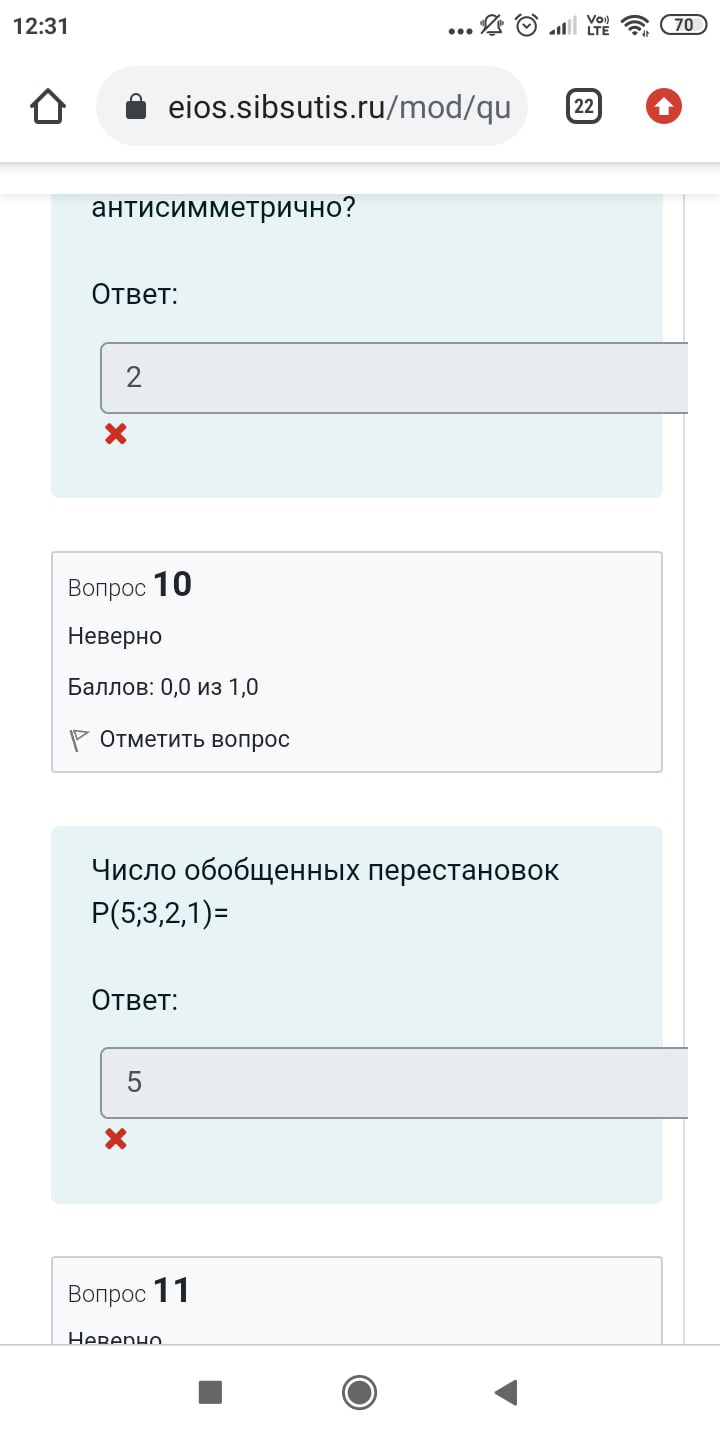 12:31
Vo))
LTE
70
eios.sibsutis.ru/mod/qu
22
антисимметрично?
Ответ:
2
Вопрос 10
Неверно
Баллов: 0,0 из 1,0
Отметить вопрос
Число обобщенных перестановок
P(5;3,2,1)=
Ответ:
5
Вопрос 11
Неверно